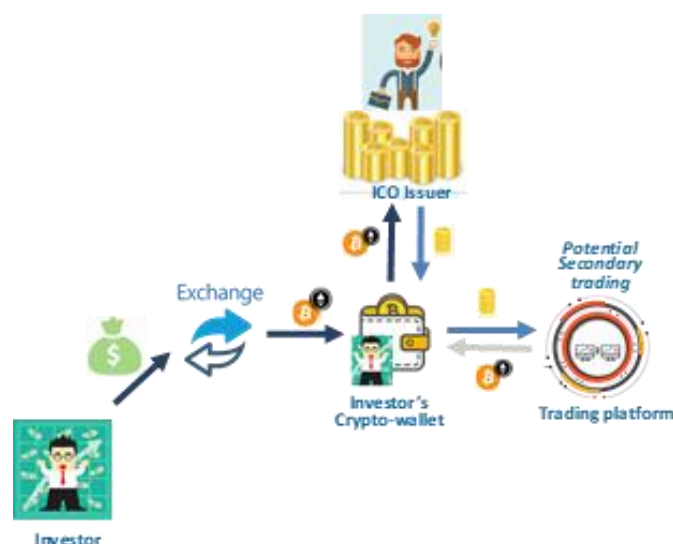 ICO Issuer
Potential
Secondary
trading
Exchange
Investor's
Crypto-wallet
Trading platform
Investor